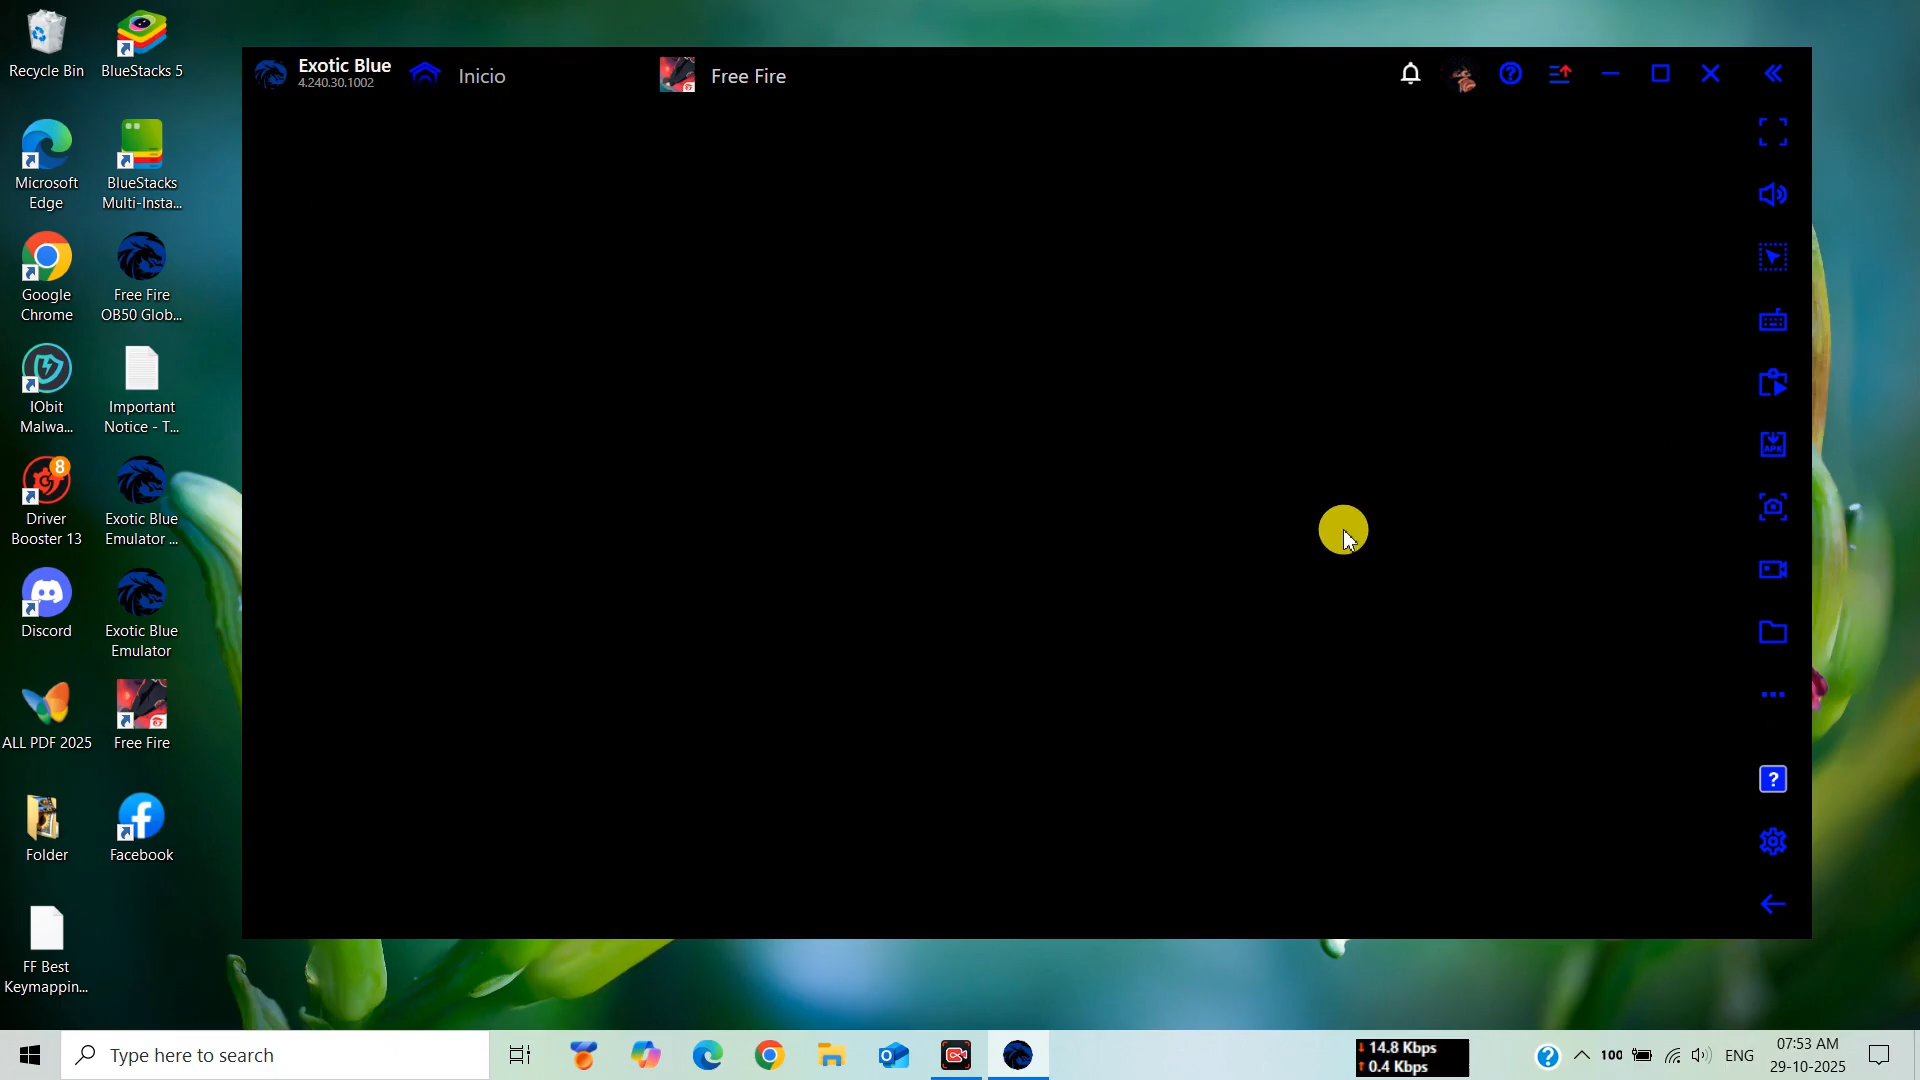 Recycle Bin
BlueStacks 5
Microsoft
Edge
BlueStacks
Multi-Insta...
Google
Chrome
Free Fire
OB50 Glob...
IObit
Malwa...
Important
Notice - T...
8
Driver
Booster 13
Exotic Blue
Emulator ...
Discord
Exotic Blue
Emulator
ALL PDF 2025
Free Fire
Folder
Facebook
FF Best
Keymappin...
Exotic Blue
4.240.30.1002
Inicio
Free Fire
APK
Type here to search
14.8 Kbps
0.4 Kbps
100
ENG
07:53 AM
29-10-2025